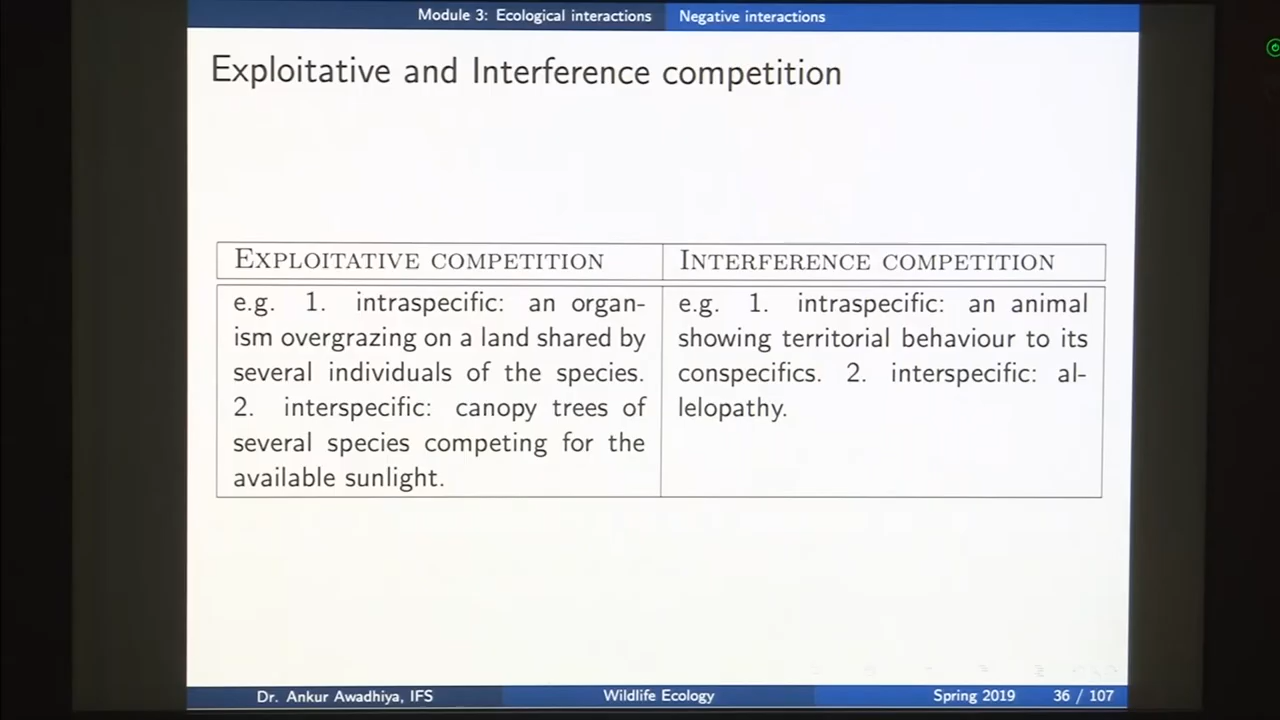 Module 3: Ecological interactions Negative interactions
Exploitative and Interference competition
EXPLOITATIVE COMPETITION INTERFERENCE COMPETITION
e.g. 1. intraspecific: an organ-
ism overgrazing on a land shared by
several individuals of the species.
2. interspecific: canopy trees of
several species competing for the
available sunlight.
e.g. 1. intraspecific: an animal
showing territorial behaviour to its
conspecifics. 2. interspecific: al-
lelopathy.
Dr. Ankur Awadhiya, IFS Wildlife Ecology Spring 2019 36 / 107